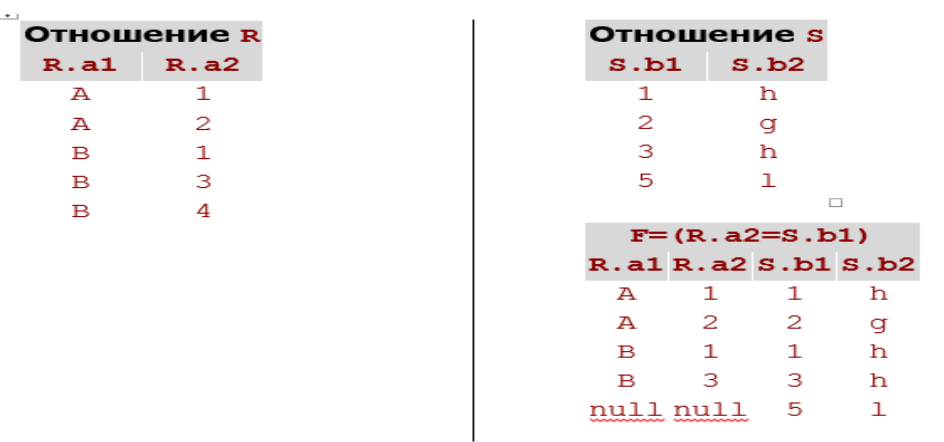 Отношение R
R.a1 R.a2
A 1
A 2
B 1
B 3
B 4
Отношение S
S.b1 S.b2
1 h
2 g
3 h
5 l
F=(R.a2=S.b1)
R.a1 R.a2 S.b1 S.b2
A 1 1 h
A 2 2 g
B 1 1 h
B 3 3 h
null null 5 l